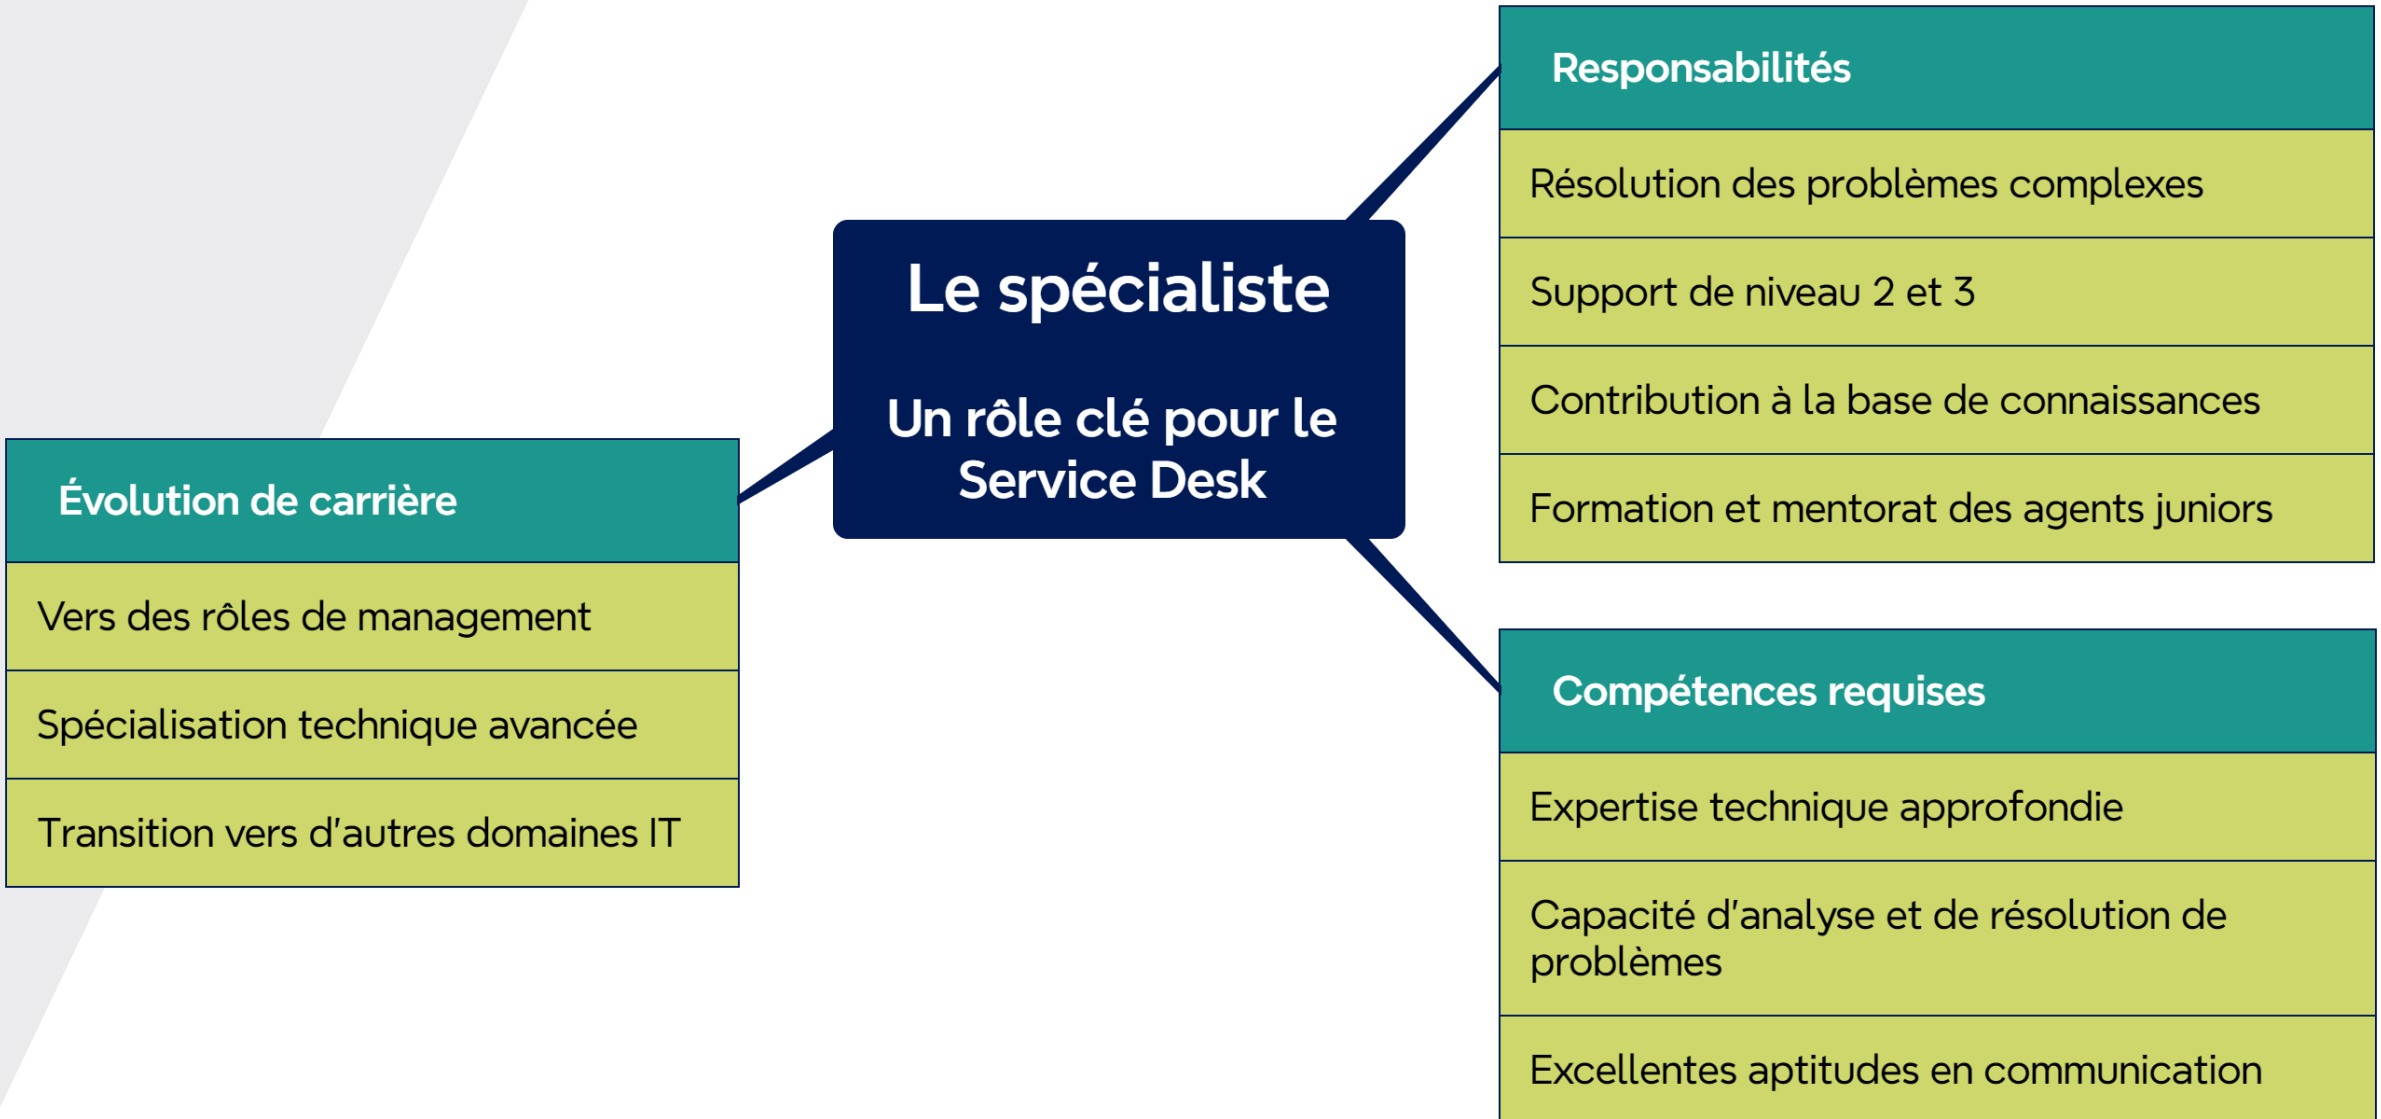 Le spécialiste
Un rôle clé pour le
Service Desk
Responsabilités
Résolution des problèmes complexes
Support de niveau 2 et 3
Contribution à la base de connaissances
Formation et mentorat des agents juniors
Compétences requises
Expertise technique approfondie
Capacité d'analyse et de résolution de
problèmes
Excellentes aptitudes en communication
Évolution de carrière
Vers des rôles de management
Spécialisation technique avancée
Transition vers d'autres domaines IT